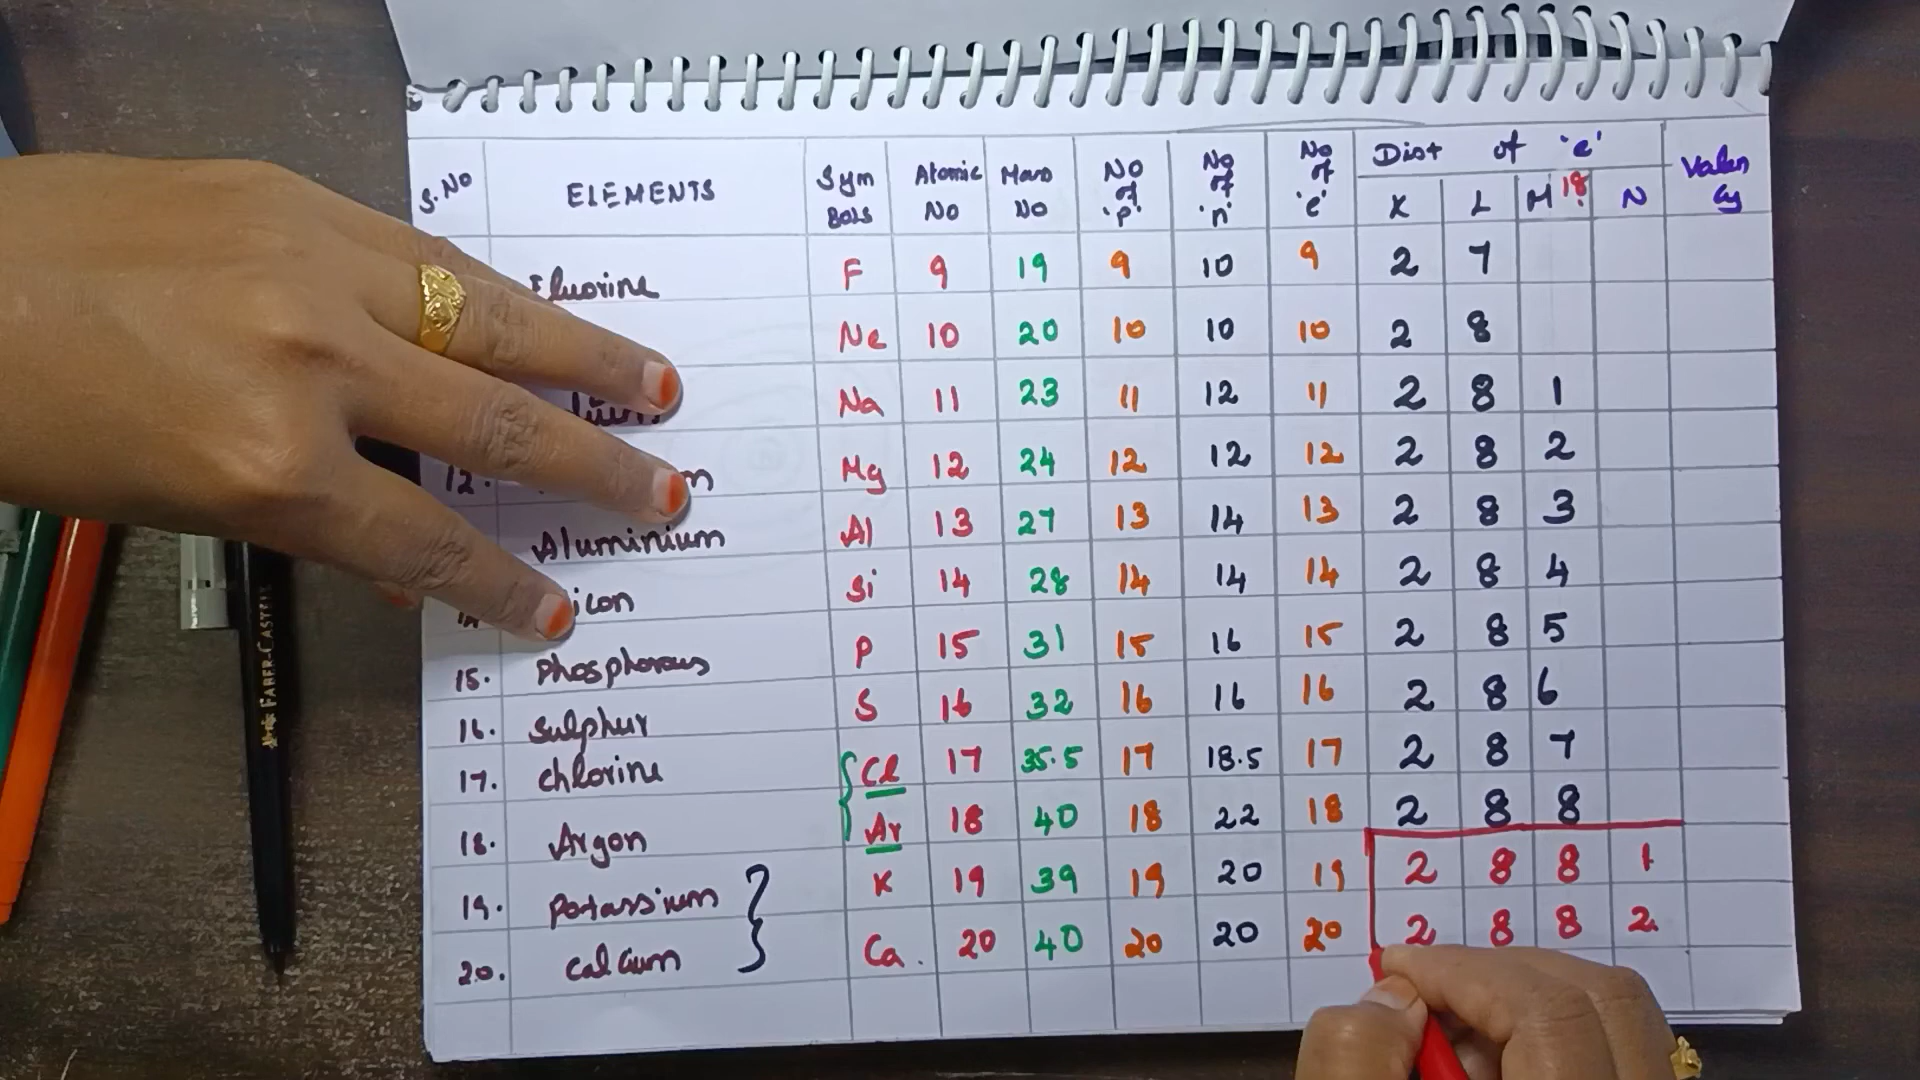 S.No ELEMENTS Sym Bols Atomic No Mass No No of 'p' No of 'n' No of 'e' Dist of 'e' K L M 18 N Valen cy
Fluorine F 9 19 9 10 9 2 7
Ne 10 20 10 10 10 2 8
Na 11 23 11 12 11 2 8 1
12. Mg 12 24 12 12 12 2 8 2
Aluminium Al 13 27 13 14 13 2 8 3
Si 14 28 14 14 14 2 8 4
15. Phosphorous P 15 31 15 16 15 2 8 5
16. Sulphur S 16 32 16 16 16 2 8 6
17. Chlorine Cl 17 35.5 17 18.5 17 2 8 7
18. Argon Ar 18 40 18 22 18 2 8 8
19. Potassium K 19 39 19 20 19 2 8 8 1
20. Calcium Ca. 20 40 20 20 20 2 8 8 2
FABER-CASTELL